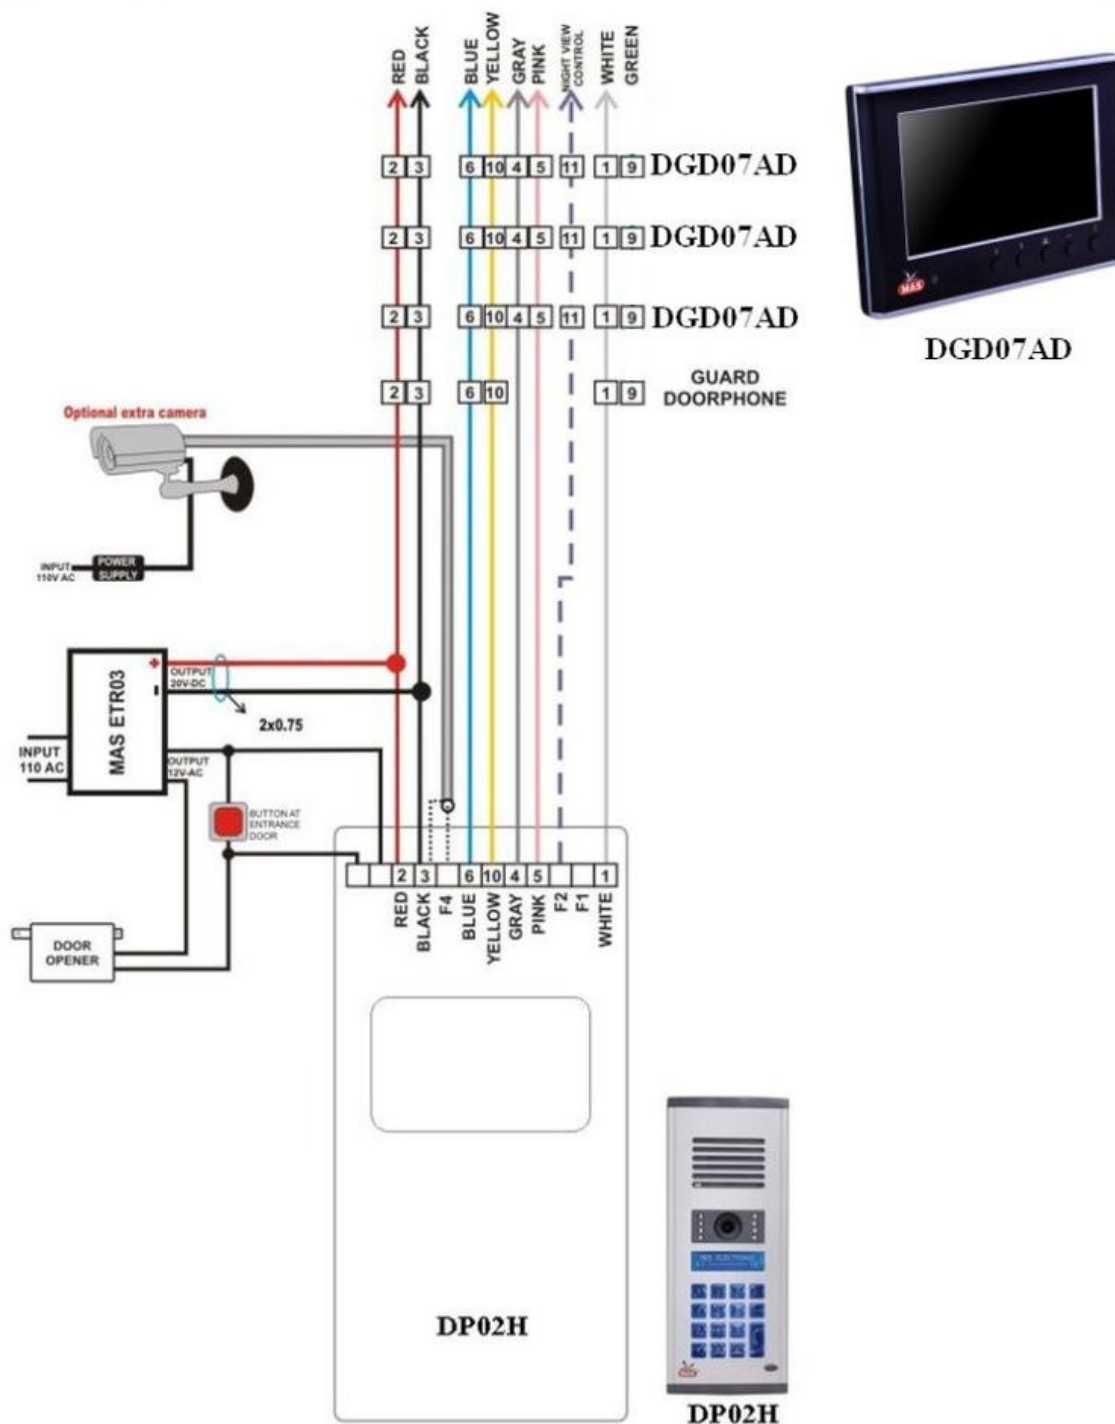 RED
BLACK
BLUE
YELLOW
GRAY
PINK
NIGHT VIEW
CONTROL
WHITE
GREEN
2 3 6 10 4 5 11 1 9 DGD07AD
2 3 6 10 4 5 11 1 9 DGD07AD
2 3 6 10 4 5 11 1 9 DGD07AD
MAS
DGD07AD
2 3 6 10 1 9
GUARD
DOORPHONE
Optional extra camera
INPUT
110V AC
POWER
SUPPLY
MAS ETR03
+
-
OUTPUT
20V-DC
2x0.75
INPUT
110 AC
OUTPUT
12V-AC
BUTTON AT
ENTRANCE
DOOR
DOOR
OPENER
2 3 6 10 4 5 1
RED
BLACK
F4
BLUE
YELLOW
GRAY
PINK
F2
F1
WHITE
DP02H
MAS
DP02H